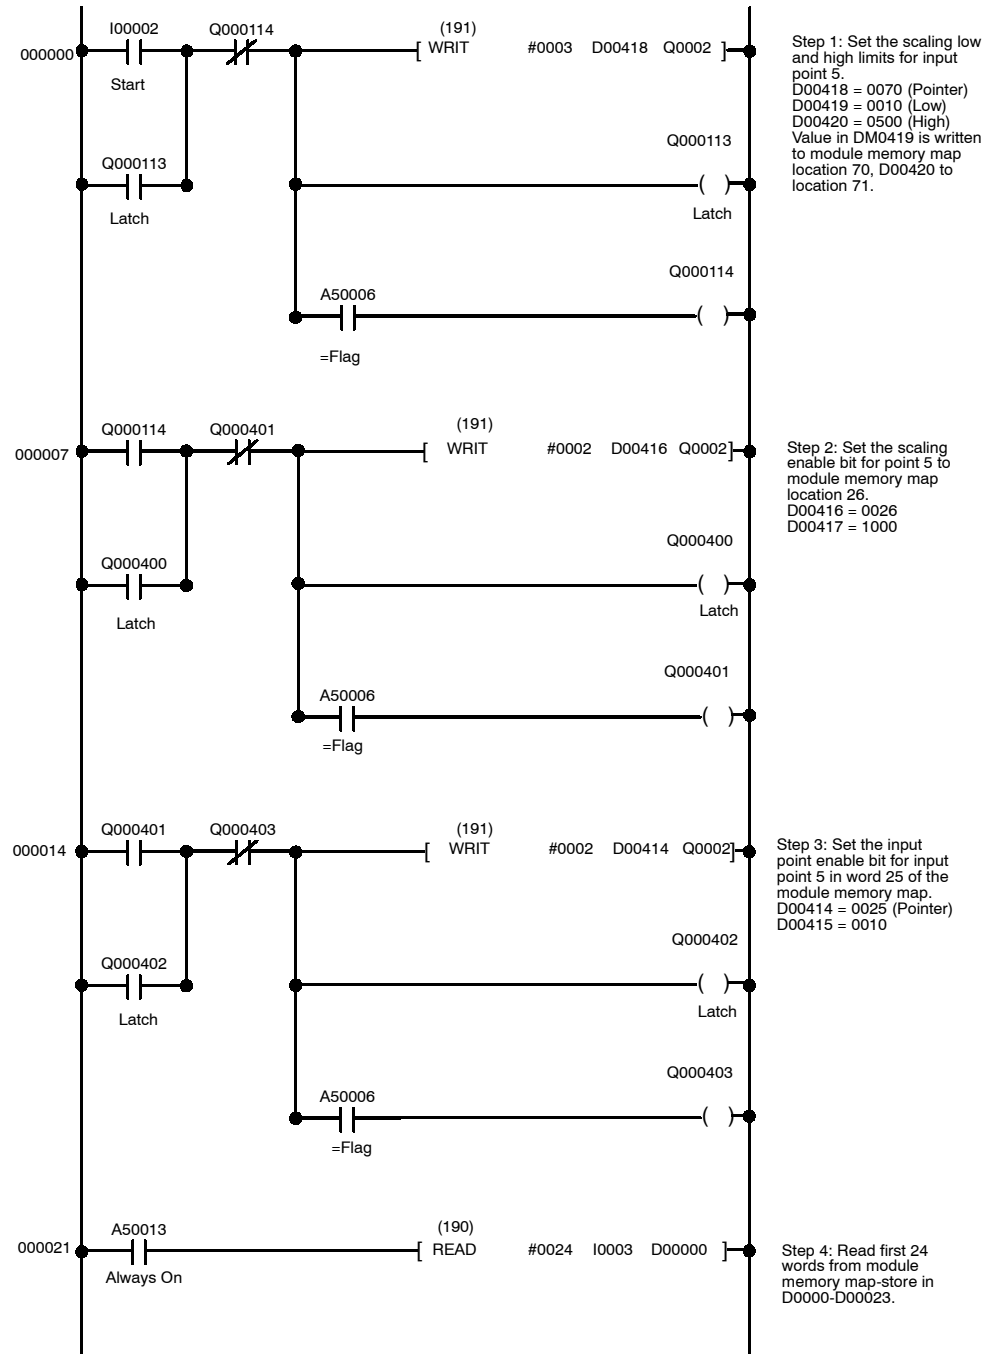 I00002
Q000114
(191)
000000
[ WRIT #0003 D00418 Q0002 ]
Start
Step 1: Set the scaling low
and high limits for input
point 5.
D00418 = 0070 (Pointer)
D00419 = 0010 (Low)
D00420 = 0500 (High)
Value in DM0419 is written
to module memory map
location 70, D00420 to
location 71.
Q000113
Q000113
( )
Latch
Latch
Q000114
A50006
( )
=Flag
Q000114
Q000401
(191)
000007
[ WRIT #0002 D00416 Q0002]
Step 2: Set the scaling
enable bit for point 5 to
module memory map
location 26.
D00416 = 0026
D00417 = 1000
Q000400
Q000400
( )
Latch
Latch
Q000401
A50006
( )
=Flag
Q000401
Q000403
(191)
000014
[ WRIT #0002 D00414 Q0002]
Step 3: Set the input
point enable bit for input
point 5 in word 25 of the
module memory map.
D00414 = 0025 (Pointer)
D00415 = 0010
Q000402
Q000402
( )
Latch
Latch
Q000403
A50006
( )
=Flag
A50013
(190)
000021
[ READ #0024 I0003 D00000 ]
Always On
Step 4: Read first 24
words from module
memory map-store in
D0000-D00023.